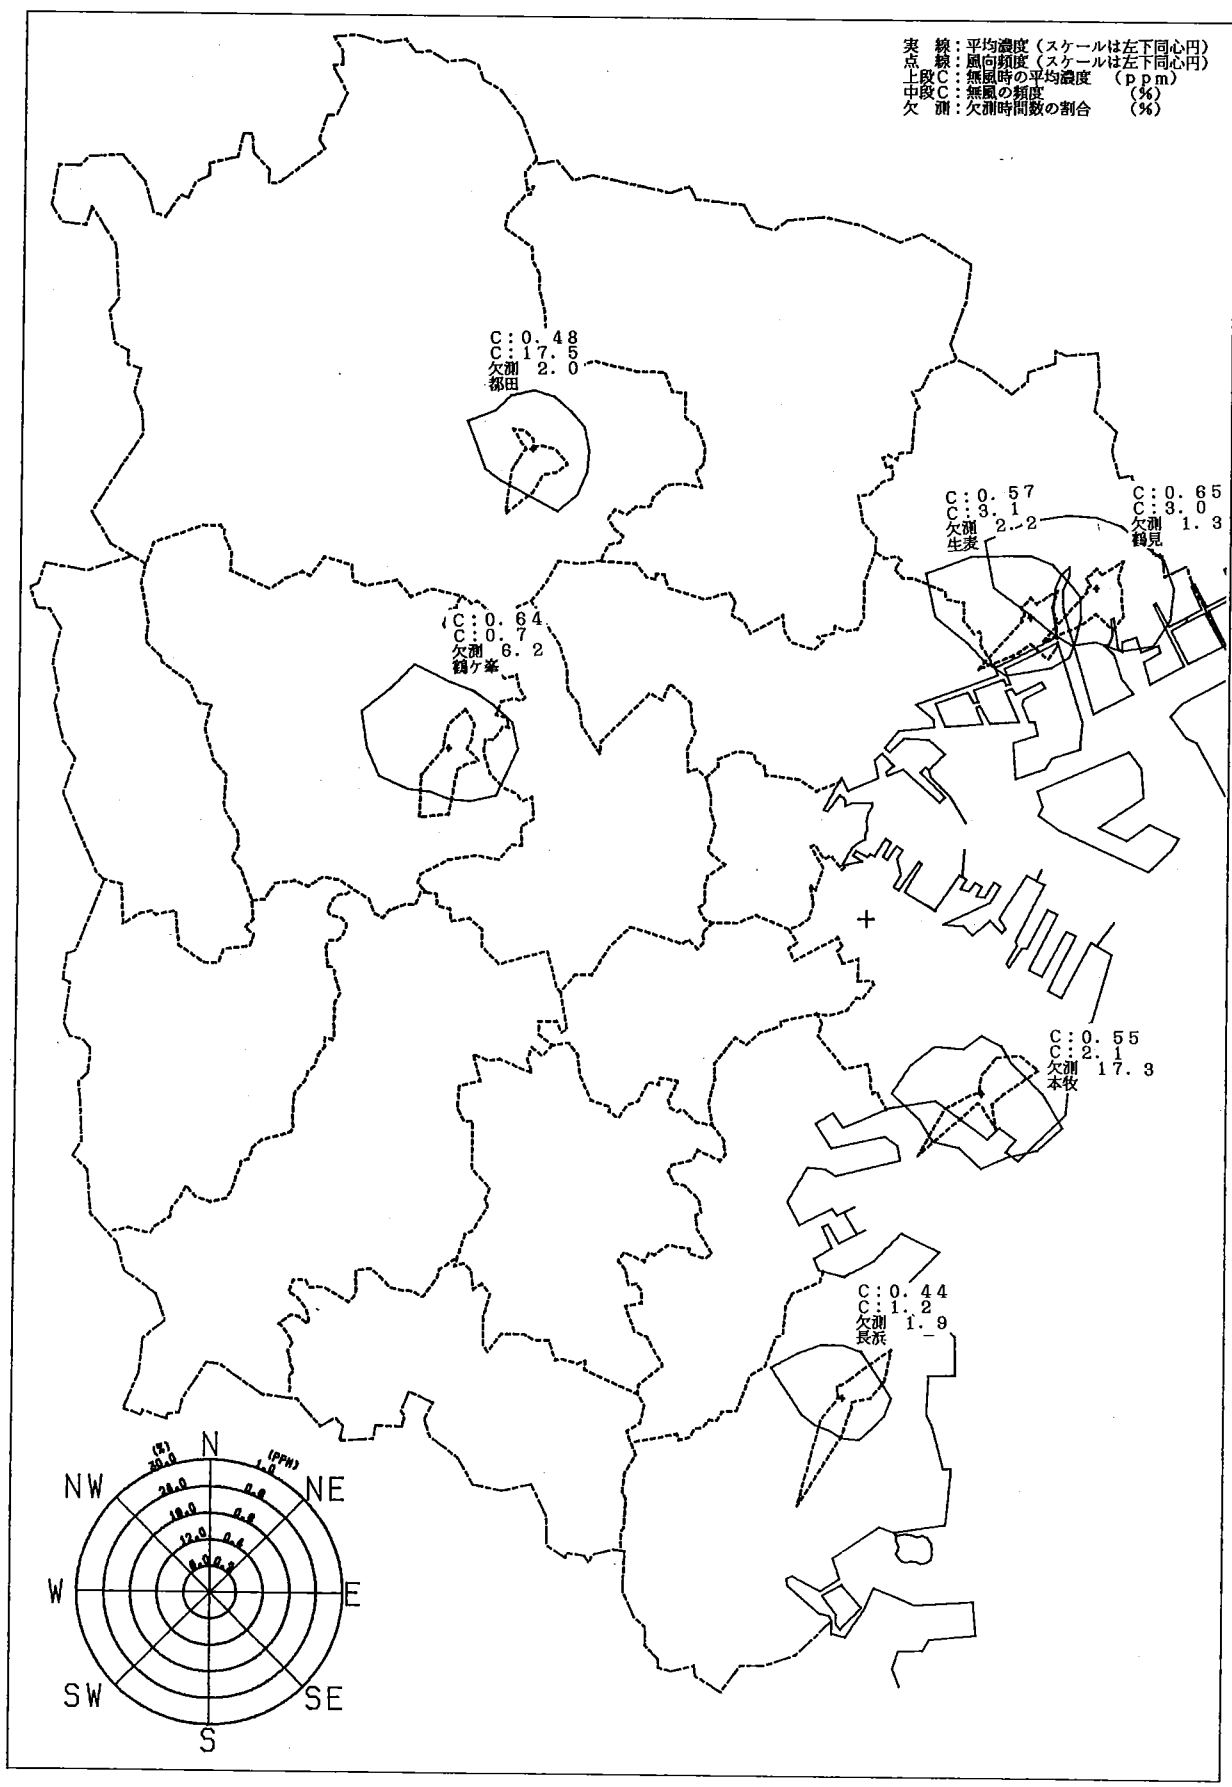 実　線：平均濃度（スケールは左下同心円）
点　線：風向頻度（スケールは左下同心円）
上段C：無風時の平均濃度　（ppm）
中段C：無風の頻度　（%）
欠　測：欠測時間数の割合　（%）
C：0.48
C：17.5
欠測　2.0
都田
C：0.57
C：3.1
欠測　2.2
生麦
C：0.65
C：3.0
欠測　1.3
鶴見
C：0.64
C：0.7
欠測　6.2
鶴ケ峯
C：0.55
C：2.1
欠測　17.3
本牧
C：0.44
C：1.2
欠測　1.9
長浜
N
(%)
30.0
(PPM)
1.0
NW
NE
12.0
W
E
SW
SE
S